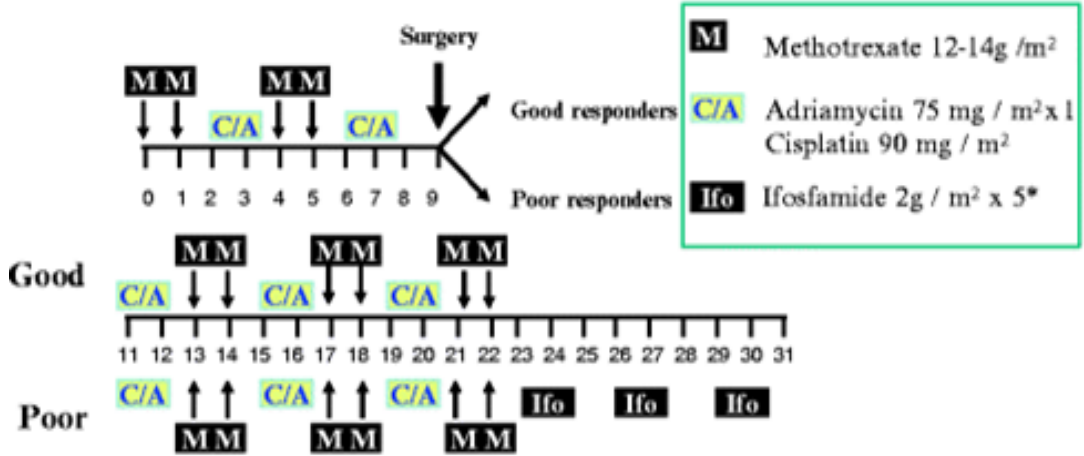 Surgery
M M M M
C/A C/A
0 1 2 3 4 5 6 7 8 9
Good responders
Poor responders
M Methotrexate 12-14g /m²
C/A Adriamycin 75 mg / m² x 1
Cisplatin 90 mg / m²
Ifo Ifosfamide 2g / m² x 5*
M M M M M M
Good
C/A C/A C/A
11 12 13 14 15 16 17 18 19 20 21 22 23 24 25 26 27 28 29 30 31
C/A C/A C/A Ifo Ifo Ifo
Poor
M M M M M M